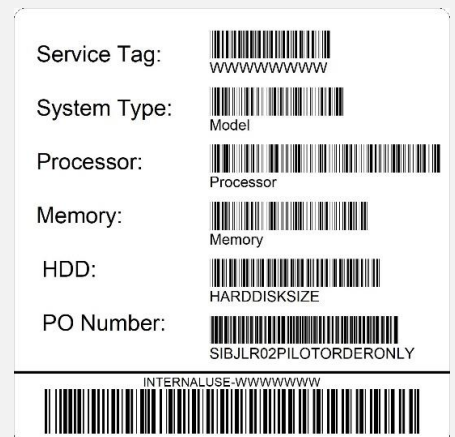 Service Tag:
WWWWWWWWW
System Type:
Model
Processor:
Processor
Memory:
Memory
HDD:
HARDDISKSIZE
PO Number:
SIBJLR02PILOTORDERONLY
INTERNALUSE-WWWWWWW